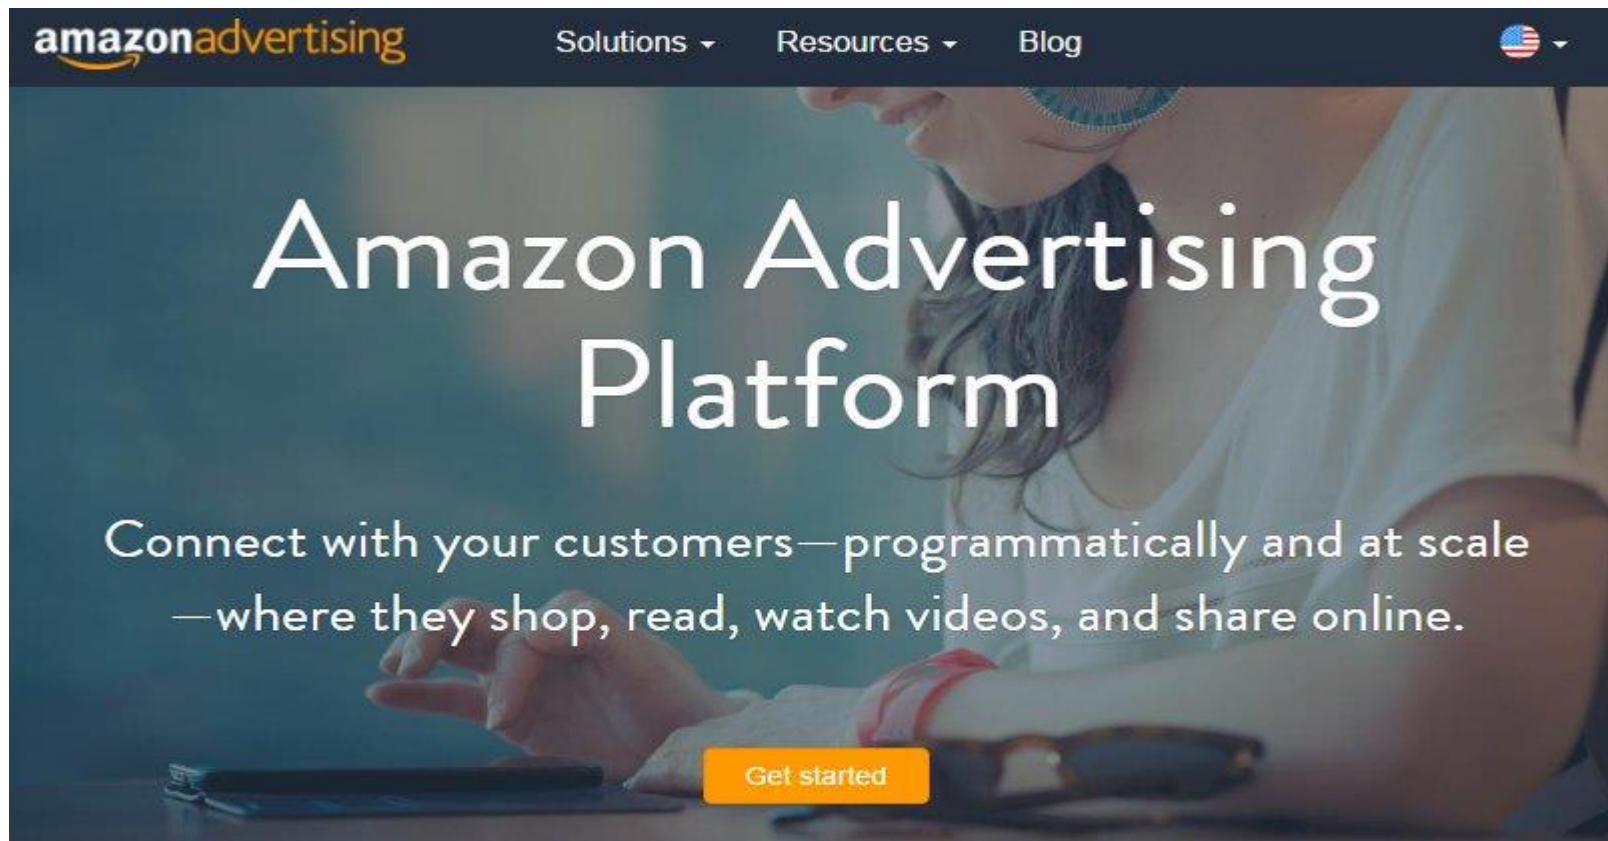 amazonadvertising
Solutions
Resources
Blog
Amazon Advertising
Platform
Connect with your customers—programmatically and at scale
—where they shop, read, watch videos, and share online.
Get started